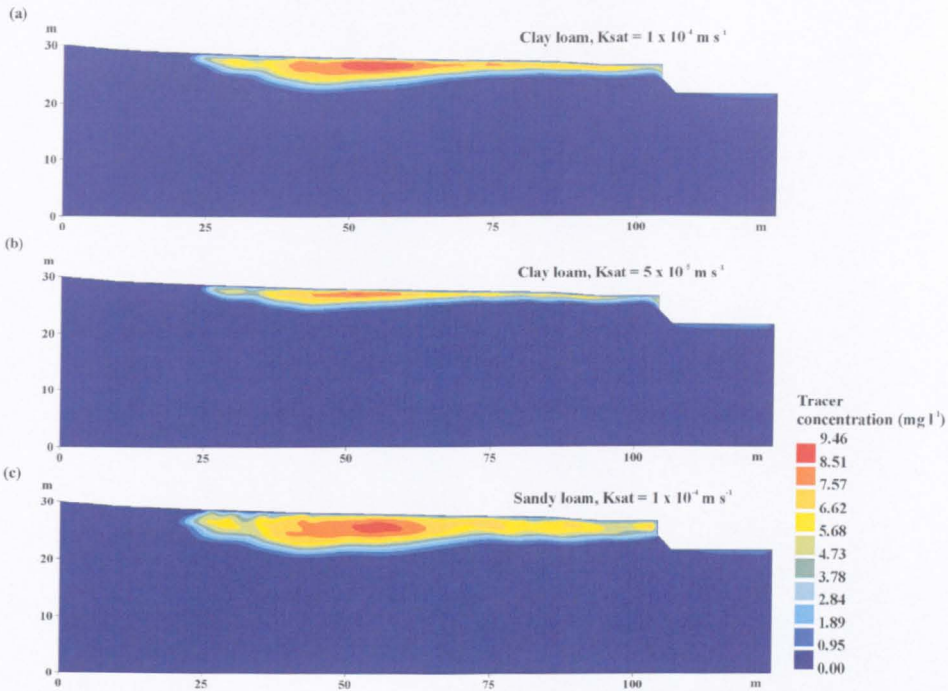 (a)
m
Clay loam, Ksat = 1 x 10⁻⁴ m s⁻¹
30
20
10
0
0 25 50 75 100 m
(b)
m
Clay loam, Ksat = 5 x 10⁻⁵ m s⁻¹
30
20
10
0
0 25 50 75 100 m
(c)
m
Sandy loam, Ksat = 1 x 10⁻⁴ m s⁻¹
30
20
10
0
0 25 50 75 100 m
Tracer
concentration (mg l⁻¹)
9.46
8.51
7.57
6.62
5.68
4.73
3.78
2.84
1.89
0.95
0.00